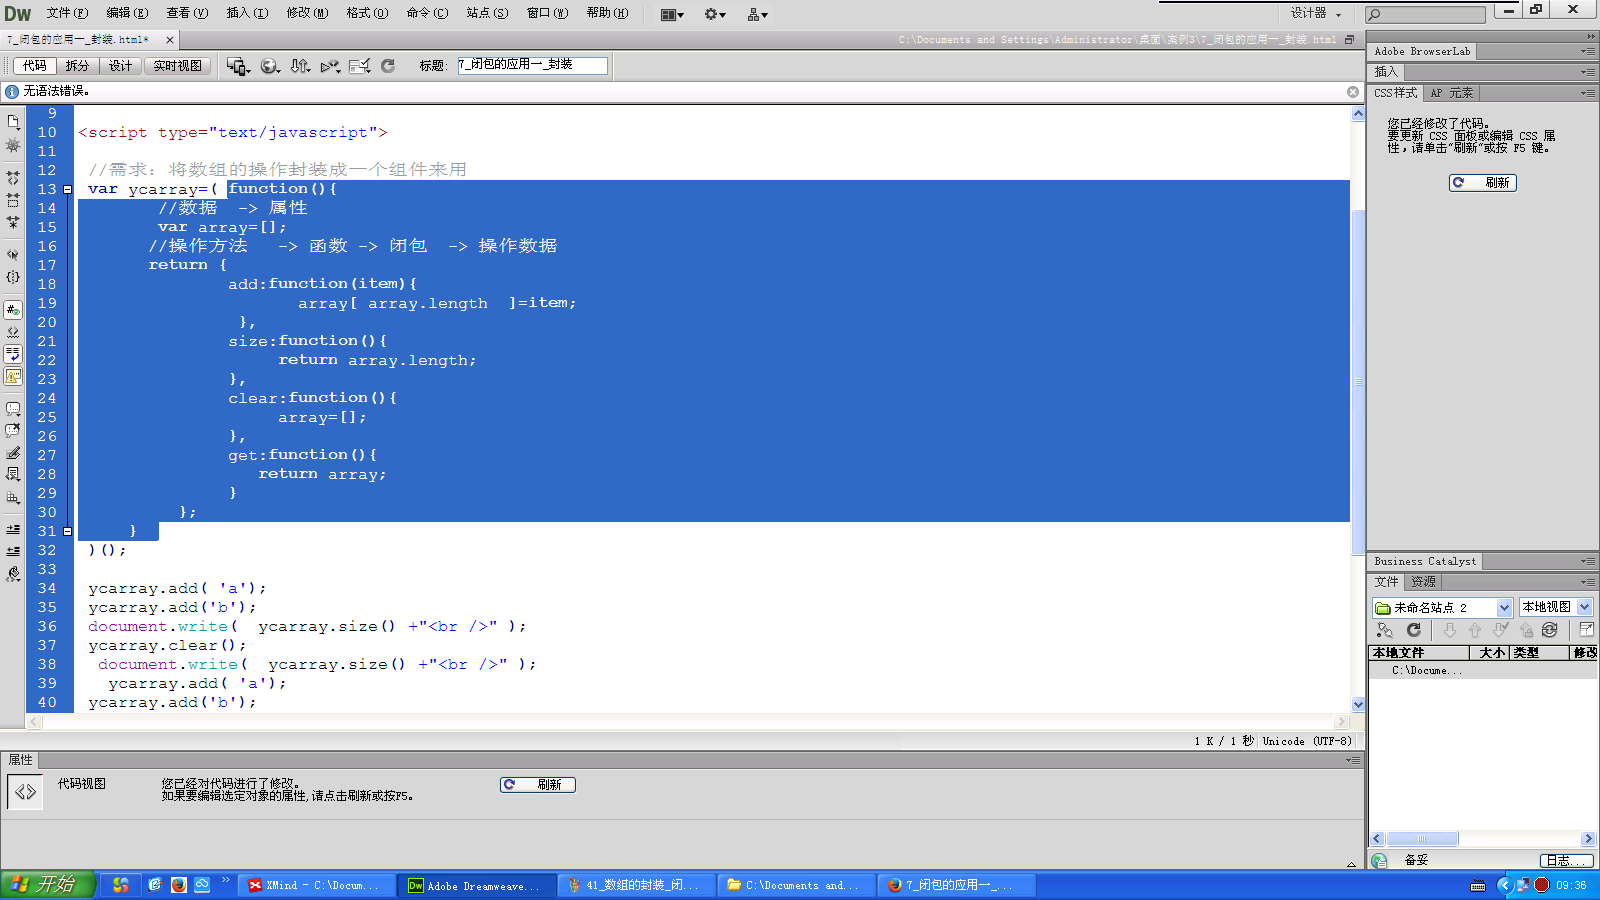 Dw 文件(F) 编辑(E) 查看(V) 插入(I) 修改(M) 格式(O) 命令(C) 站点(S) 窗口(W) 帮助(H) 设计器
7_闭包的应用一_封装.html* × C:\Documents and Settings\Administrator\桌面\案例3\7_闭包的应用一_封装.html
代码 拆分 设计 实时视图 标题: 7_闭包的应用一_封装
无语法错误。
9
10 <script type="text/javascript">
11
12 //需求: 将数组的操作封装成一个组件来用
13 var ycarray=( function(){
14 //数据 -> 属性
15 var array=[];
16 //操作方法 -> 函数 -> 闭包 -> 操作数据
17 return {
18 add:function(item){
19 array[ array.length ]=item;
20 },
21 size:function(){
22 return array.length;
23 },
24 clear:function(){
25 array=[];
26 },
27 get:function(){
28 return array;
29 }
30 };
31 }
32 )();
33
34 ycarray.add( 'a');
35 ycarray.add('b');
36 document.write( ycarray.size() +"<br />" );
37 ycarray.clear();
38 document.write( ycarray.size() +"<br />" );
39 ycarray.add( 'a');
40 ycarray.add('b');
1 K / 1 秒 Unicode (UTF-8)
属性
代码视图
您已经对代码进行了修改。
如果要编辑选定对象的属性,请点击刷新或按F5。
刷新
Adobe BrowserLab
插入
CSS样式 AP 元素
您已经修改了代码。
要更新 CSS 面板或编辑 CSS 属
性，请单击"刷新"或按 F5 键。
刷新
Business Catalyst
文件 资源
未命名站点 2 本地视图
本地文件 大小 类型 修改
C:\Docume...
备妥 日志...
开始 XMind - C:\Docum... Adobe Dreamweave... 41_数组的封装_闭... C:\Documents and... 7_闭包的应用一_... 09:36